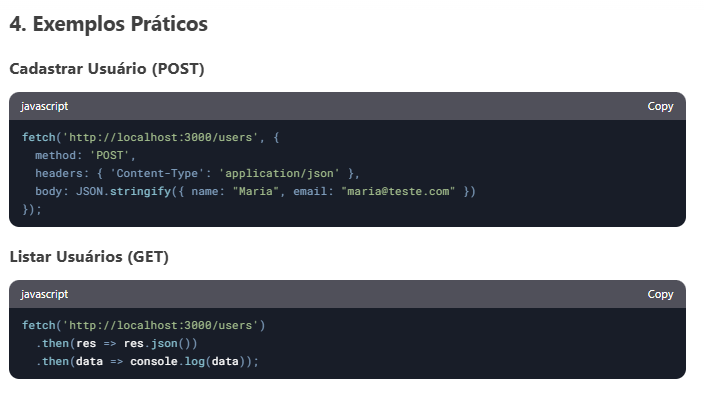 4. Exemplos Práticos
Cadastrar Usuário (POST)
javascript Copy
fetch('http://localhost:3000/users', {
  method: 'POST',
  headers: { 'Content-Type': 'application/json' },
  body: JSON.stringify({ name: "Maria", email: "maria@teste.com" })
});
Listar Usuários (GET)
javascript Copy
fetch('http://localhost:3000/users')
  .then(res => res.json())
  .then(data => console.log(data));